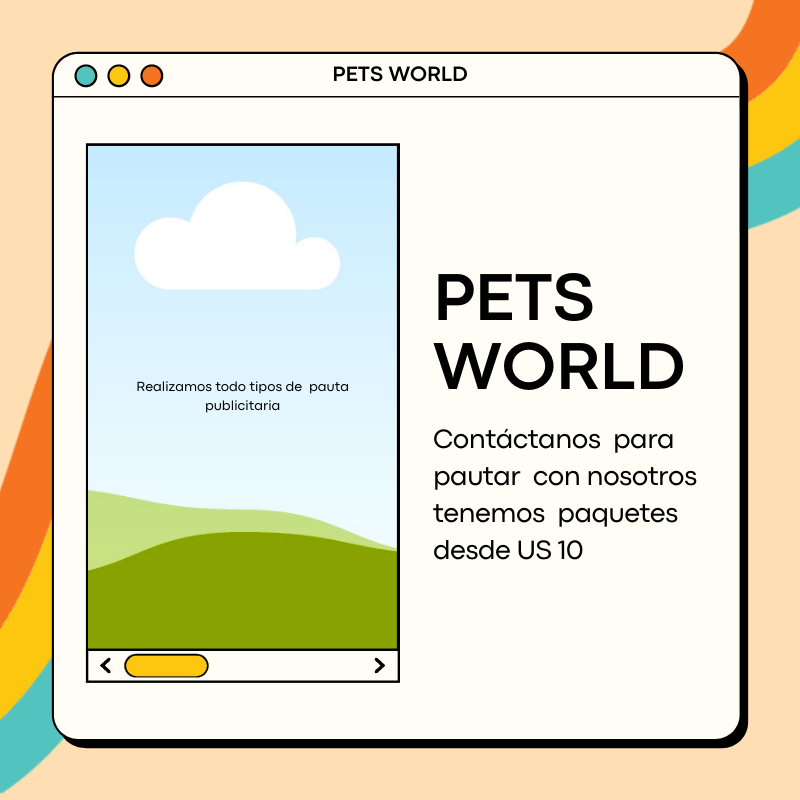 PETS WORLD
Realizamos todo tipos de pauta
publicitaria
PETS
WORLD
Contáctanos para
pautar con nosotros
tenemos paquetes
desde US 10